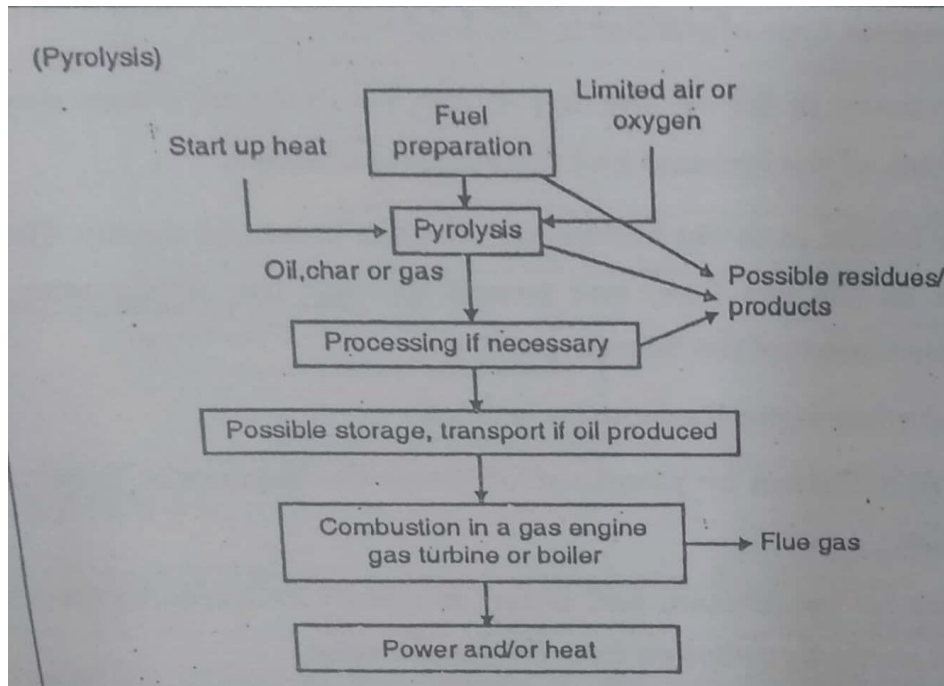 (Pyrolysis)
Fuel
preparation
Limited air or
oxygen
Start up heat
Pyrolysis
Oil,char or gas
Possible residues/
products
Processing if necessary
Possible storage, transport if oil produced
Combustion in a gas engine
gas turbine or boiler
Flue gas
Power and/or heat